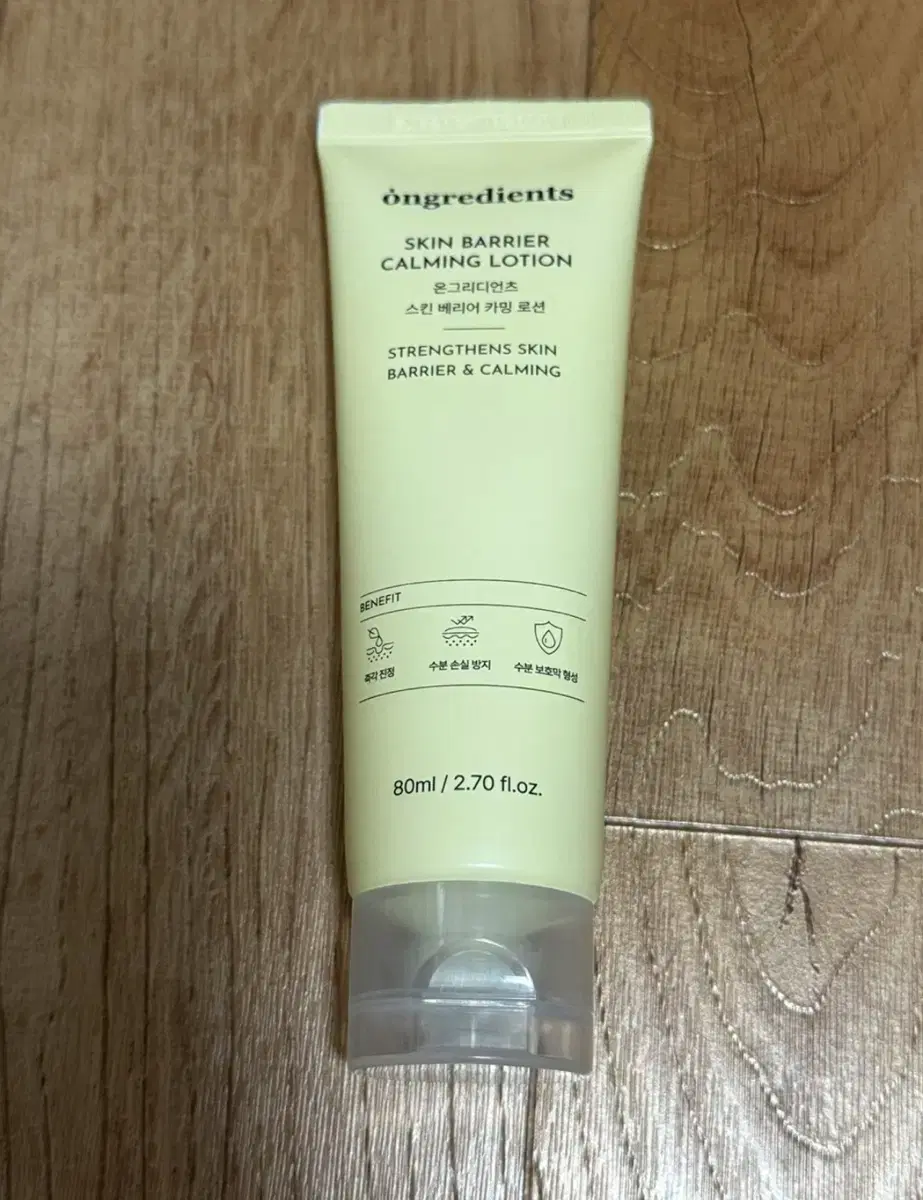 ȯngredients
SKIN BARRIER
CALMING LOTION
온그리디언츠
스킨 베리어 카밍 로션
STRENGTHENS SKIN
BARRIER & CALMING
BENEFIT
즉각 진정
수분 손실 방지
수분 보호막 형성
80ml / 2.70 fl.oz.